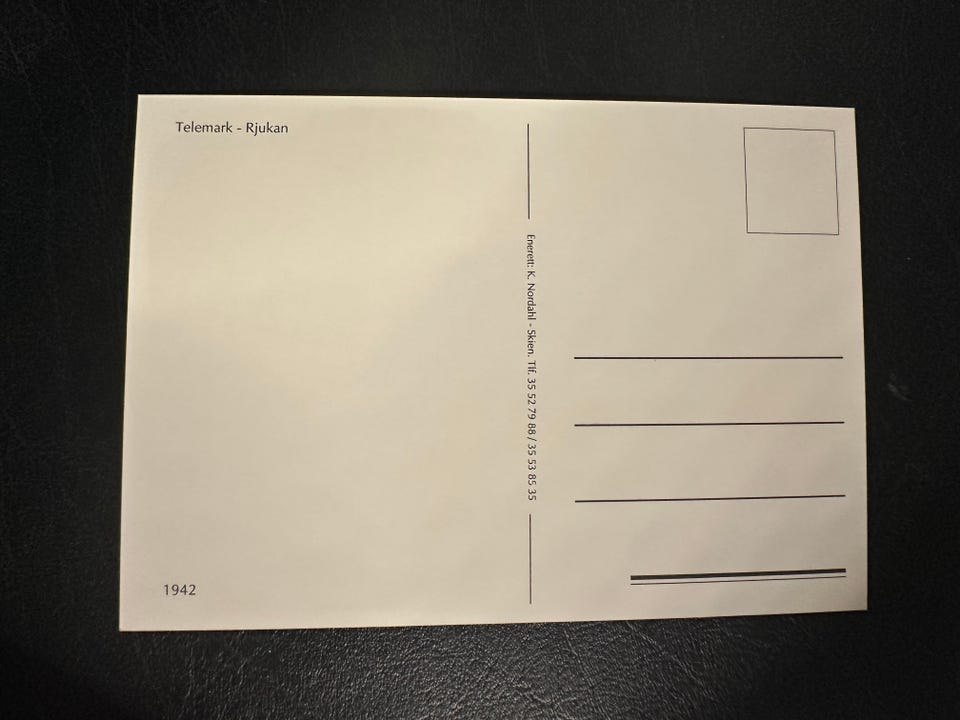 Telemark - Rjukan
Enerett: K. Nordahl - Skien. Tlf. 35 52 79 88 / 35 53 85 35
1942